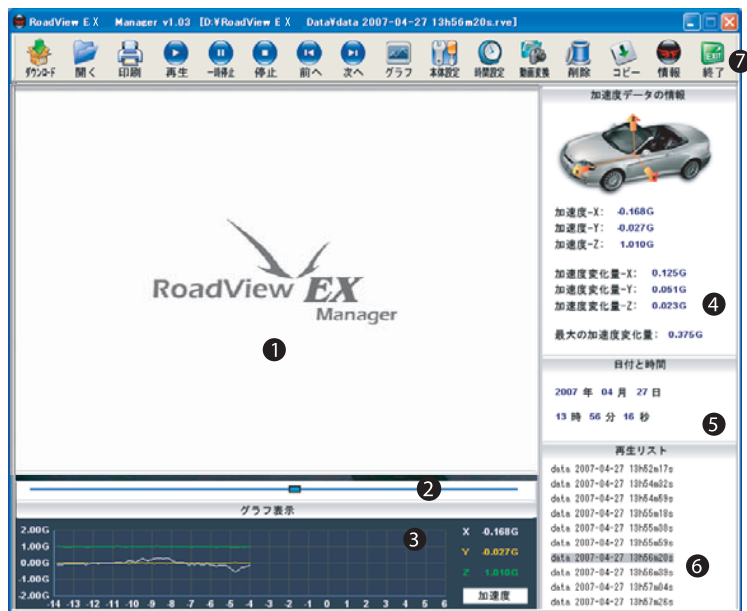 RoadView EX Manager v1.03 [D:¥RoadView EX Data¥data 2007-04-27 13h56m20s.rve]
ダウンロード 開く 印刷 再生 一時停止 停止 前へ 次へ グラフ 本体設定 時間設定 動画変換 削除 コピー 情報 EXIT 終了 7
加速度データの情報
加速度-X: -0.168G
加速度-Y: -0.027G
加速度-Z: 1.010G
加速度変化量-X: 0.125G
加速度変化量-Y: 0.051G
加速度変化量-Z: 0.023G
4
最大の加速度変化量: 0.375G
RoadView EX
Manager
1
日付と時間
2007 年 04 月 27 日
13 時 56 分 16 秒
5
再生リスト
data 2007-04-27 13h52m17s
data 2007-04-27 13h54m32s
data 2007-04-27 13h54m59s
data 2007-04-27 13h55m18s
data 2007-04-27 13h55m38s
data 2007-04-27 13h55m59s
data 2007-04-27 13h56m20s
data 2007-04-27 13h56m39s
data 2007-04-27 13h57m04s
data 2007-04-27 13h57m26s
6
2
グラフ表示
3
2.00G
1.00G
0.00G
-1.00G
-2.00G
-14 -13 -12 -11 -10 -9 -8 -7 -6 -5 -4 -3 -2 -1 0 1 2 3 4 5 6
X -0.168G
Y -0.027G
Z 1.010G
加速度